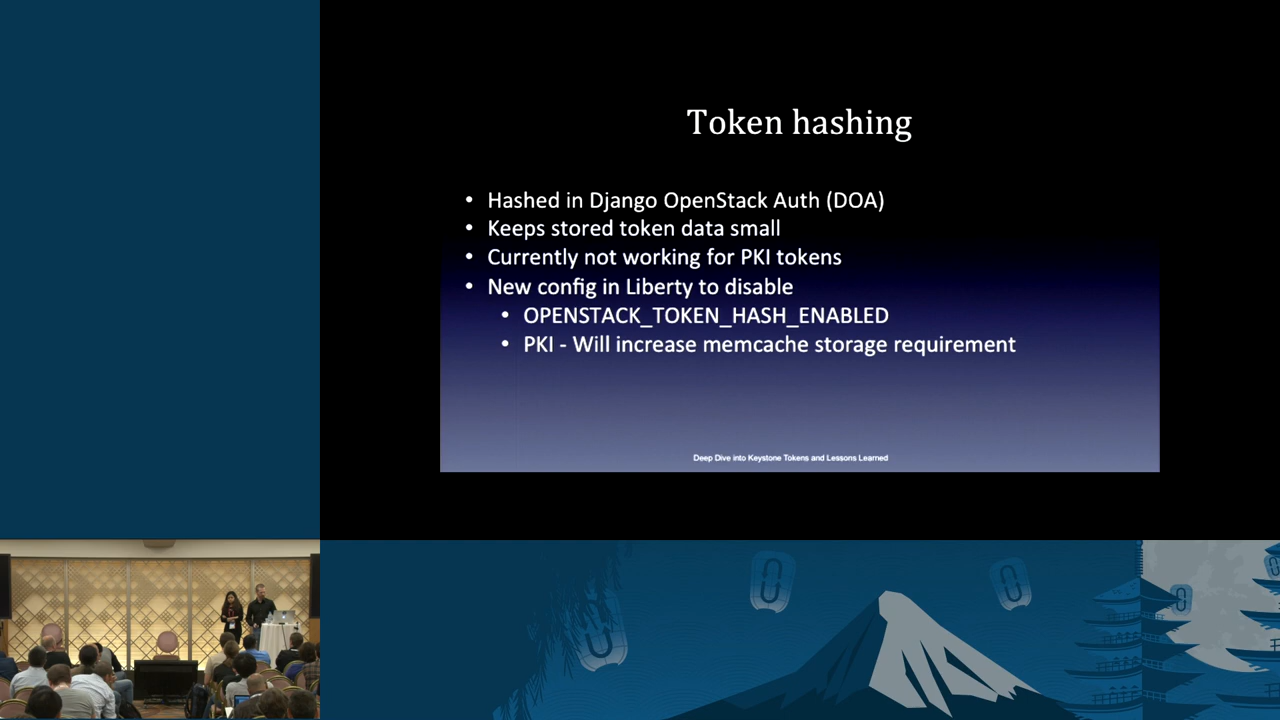 Token hashing
• Hashed in Django OpenStack Auth (DOA)
• Keeps stored token data small
• Currently not working for PKI tokens
• New config in Liberty to disable
• OPENSTACK_TOKEN_HASH_ENABLED
• PKI - Will increase memcache storage requirement
Deep Dive into Keystone Tokens and Lessons Learned